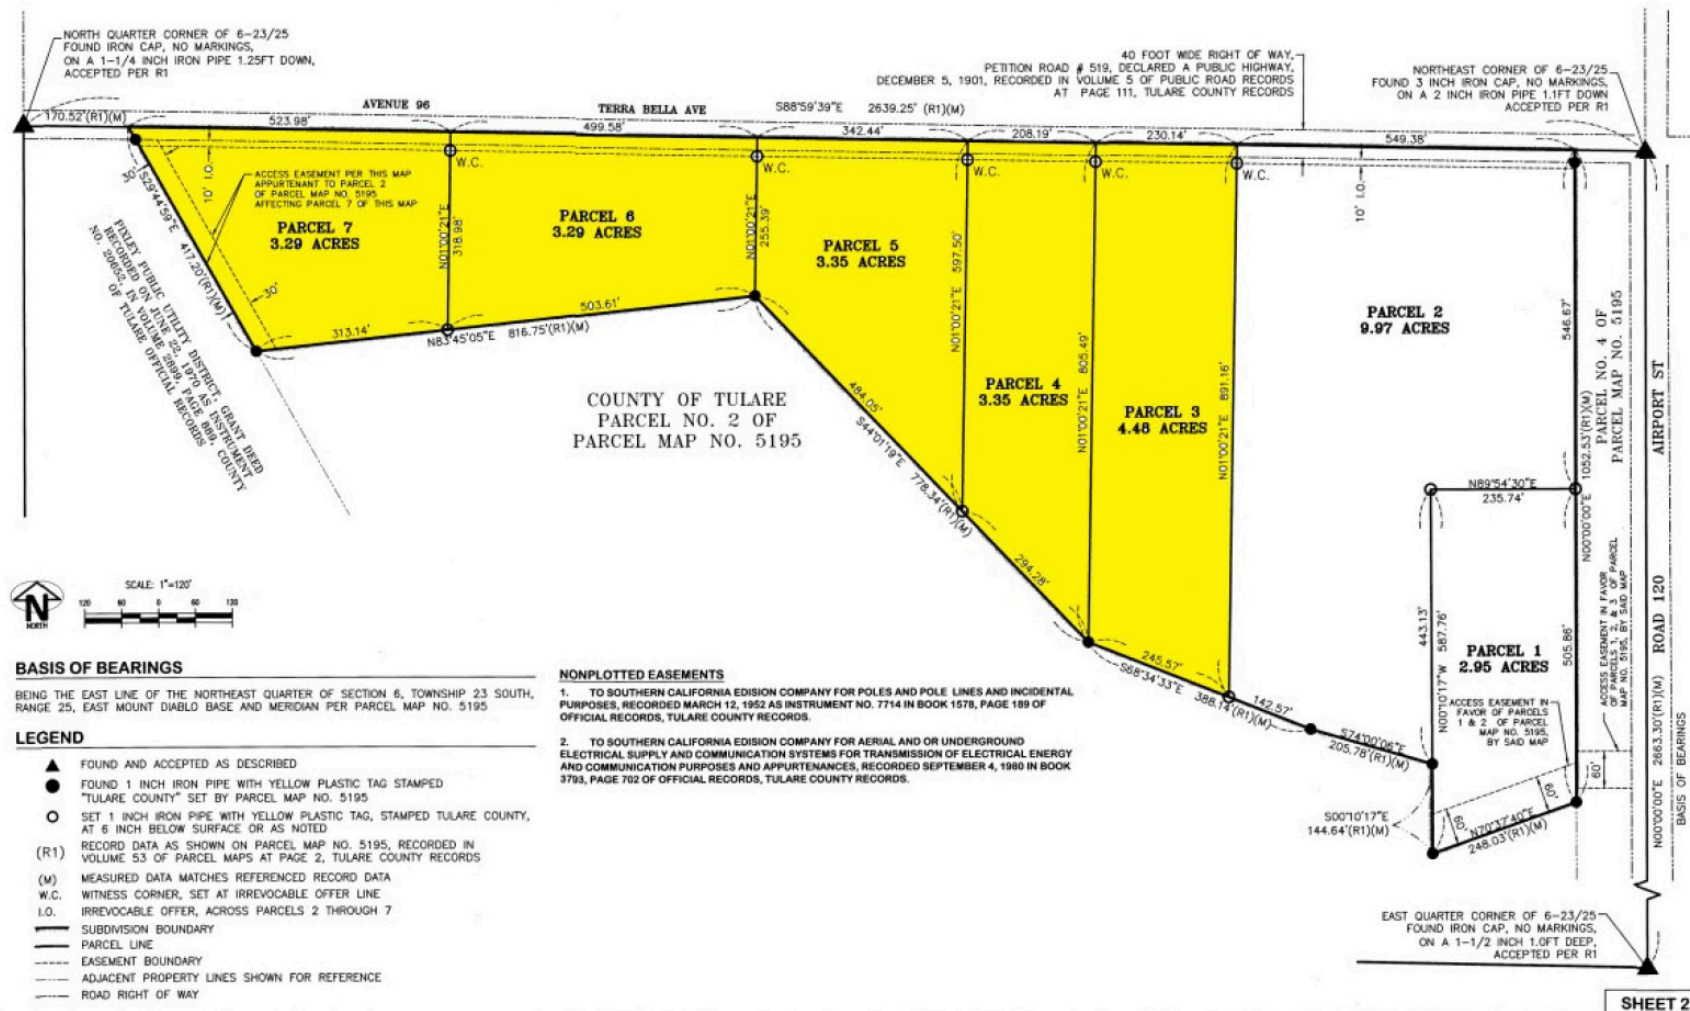 NORTH QUARTER CORNER OF 6-23/25
FOUND IRON CAP, NO MARKINGS,
ON A 1-1/4 INCH IRON PIPE 1.25FT DOWN,
ACCEPTED PER R1
40 FOOT WIDE RIGHT OF WAY,
PETITION ROAD # 519, DECLARED A PUBLIC HIGHWAY,
DECEMBER 5, 1901, RECORDED IN VOLUME 5 OF PUBLIC ROAD RECORDS
AT PAGE 111, TULARE COUNTY RECORDS
NORTHEAST CORNER OF 6-23/25
FOUND 3 INCH IRON CAP, NO MARKINGS,
ON A 2 INCH IRON PIPE 1.1FT DOWN
ACCEPTED PER R1
AVENUE 96
TERRA BELLA AVE
S88°59'39"E 2639.25' (R1)(M)
170.52'(R1)(M)
523.98'
499.58'
342.44'
208.19'
230.14'
549.38'
W.C.
W.C.
W.C.
W.C.
W.C.
30'
10' I.O.
10' I.O.
S29°44'59"E 417.20'(R1)(M)
ACCESS EASEMENT PER THIS MAP
APPURTENANT TO PARCEL 2
OF PARCEL MAP NO. 5195
AFFECTING PARCEL 7 OF THIS MAP
PARCEL 7
3.29 ACRES
N01°00'21"E
318.98'
PARCEL 6
3.29 ACRES
N01°00'21"E
255.39'
PARCEL 5
3.35 ACRES
N01°00'21"E 597.50'
PARCEL 4
3.35 ACRES
N01°00'21"E 805.49'
PARCEL 3
4.48 ACRES
N01°00'21"E 891.16'
PARCEL 2
9.97 ACRES
546.67'
PIXLEY PUBLIC UTILITY DISTRICT, GRANT DEED
RECORDED ON JUNE 22, 1970 AS INSTRUMENT
NO. 20652, IN VOLUME 2899, PAGE 889, COUNTY
OF TULARE OFFICIAL RECORDS
30'
313.14'
503.61'
N83°45'05"E 816.75'(R1)(M)
COUNTY OF TULARE
PARCEL NO. 2 OF
PARCEL MAP NO. 5195
484.05'
S44°01'19"E 778.34'(R1)(M)
294.28'
245.57'
S68°34'33"E 388.14'(R1)(M)
142.57'
S74°00'06"E
205.78'(R1)(M)
N89°54'30"E
235.74'
443.13'
N00°10'17"W 587.76'
PARCEL 1
2.95 ACRES
505.86'
ACCESS EASEMENT IN
FAVOR OF PARCELS
1 & 2 OF PARCEL
MAP NO. 5195,
BY SAID MAP
60'
60'
60'
N70°37'40"E
248.03'(R1)(M)
S00°10'17"E
144.64'(R1)(M)
N00°00'00"E 1052.53'(R1)(M)
PARCEL NO. 4 OF
PARCEL MAP NO. 5195
ACCESS EASEMENT IN FAVOR
OF PARCELS 1, 2, & 3 OF PARCEL
MAP NO. 5195, BY SAID MAP
AIRPORT ST
ROAD 120
N00°00'00"E 2663.30'(R1)(M)
BASIS OF BEARINGS
EAST QUARTER CORNER OF 6-23/25
FOUND IRON CAP, NO MARKINGS,
ON A 1-1/2 INCH 1.0FT DEEP,
ACCEPTED PER R1
N
NORTH
SCALE: 1"=120'
120 60 0 60 120
BASIS OF BEARINGS
BEING THE EAST LINE OF THE NORTHEAST QUARTER OF SECTION 6, TOWNSHIP 23 SOUTH,
RANGE 25, EAST MOUNT DIABLO BASE AND MERIDIAN PER PARCEL MAP NO. 5195
LEGEND
FOUND AND ACCEPTED AS DESCRIBED
FOUND 1 INCH IRON PIPE WITH YELLOW PLASTIC TAG STAMPED
"TULARE COUNTY" SET BY PARCEL MAP NO. 5195
SET 1 INCH IRON PIPE WITH YELLOW PLASTIC TAG, STAMPED TULARE COUNTY,
AT 6 INCH BELOW SURFACE OR AS NOTED
(R1) RECORD DATA AS SHOWN ON PARCEL MAP NO. 5195, RECORDED IN
VOLUME 53 OF PARCEL MAPS AT PAGE 2, TULARE COUNTY RECORDS
(M) MEASURED DATA MATCHES REFERENCED RECORD DATA
W.C. WITNESS CORNER, SET AT IRREVOCABLE OFFER LINE
I.O. IRREVOCABLE OFFER, ACROSS PARCELS 2 THROUGH 7
SUBDIVISION BOUNDARY
PARCEL LINE
EASEMENT BOUNDARY
ADJACENT PROPERTY LINES SHOWN FOR REFERENCE
ROAD RIGHT OF WAY
NONPLOTTED EASEMENTS
1. TO SOUTHERN CALIFORNIA EDISION COMPANY FOR POLES AND POLE LINES AND INCIDENTAL
PURPOSES, RECORDED MARCH 12, 1952 AS INSTRUMENT NO. 7714 IN BOOK 1578, PAGE 189 OF
OFFICIAL RECORDS, TULARE COUNTY RECORDS.
2. TO SOUTHERN CALIFORNIA EDISION COMPANY FOR AERIAL AND OR UNDERGROUND
ELECTRICAL SUPPLY AND COMMUNICATION SYSTEMS FOR TRANSMISSION OF ELECTRICAL ENERGY
AND COMMUNICATION PURPOSES AND APPURTENANCES, RECORDED SEPTEMBER 4, 1980 IN BOOK
3793, PAGE 702 OF OFFICIAL RECORDS, TULARE COUNTY RECORDS.
SHEET 2